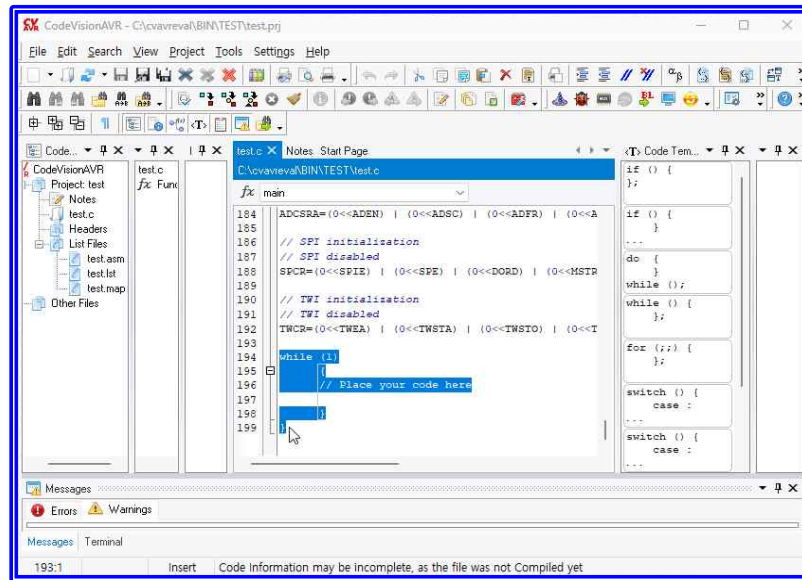 CodeVisionAVR - C:\cvavreval\BIN\TEST\test.prj
File Edit Search View Project Tools Settings Help
Code...
CodeVisionAVR
Project: test
Notes
test.c
Headers
List Files
test.asm
test.lst
test.map
Other Files
test.c
fx Func
test.c Notes Start Page
C:\cvavreval\BIN\TEST\test.c
fx main
184 ADCSRA=(0<<ADEN) | (0<<ADSC) | (0<<ADFR) | (0<<A
185
186 // SPI initialization
187 // SPI disabled
188 SPCR=(0<<SPIE) | (0<<SPE) | (0<<DORD) | (0<<MSTR
189
190 // TWI initialization
191 // TWI disabled
192 TWCR=(0<<TWEA) | (0<<TWSTA) | (0<<TWSTO) | (0<<T
193
194 while (1)
195 {
196 // Place your code here
197
198 }
199 }
<T> Code Tem...
if () {
};
if () {
}
...
do {
}
while ();
while () {
};
for (;;) {
};
switch () {
case :
...
switch () {
case :
...
Messages
Errors Warnings
Messages Terminal
193:1 Insert Code Information may be incomplete, as the file was not Compiled yet